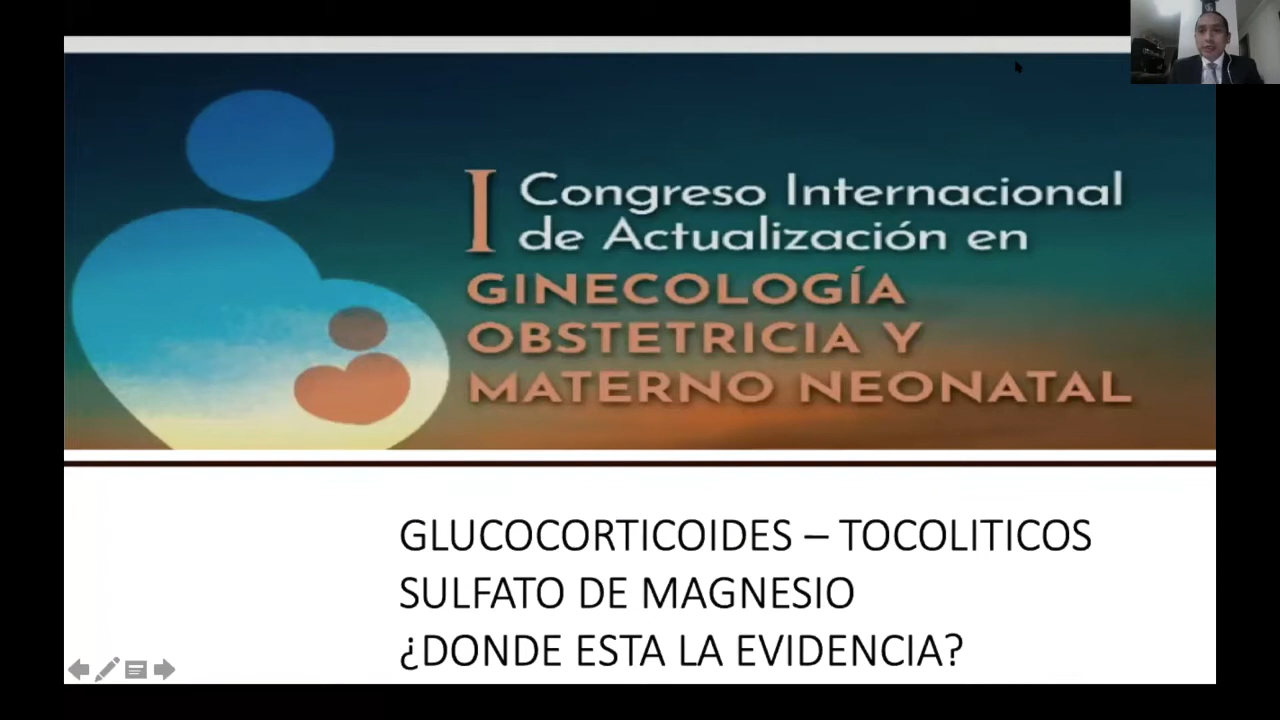 I Congreso Internacional
de Actualización en
GINECOLOGÍA
OBSTETRICIA Y
MATERNO NEONATAL
GLUCOCORTICOIDES – TOCOLITICOS
SULFATO DE MAGNESIO
¿DONDE ESTA LA EVIDENCIA?